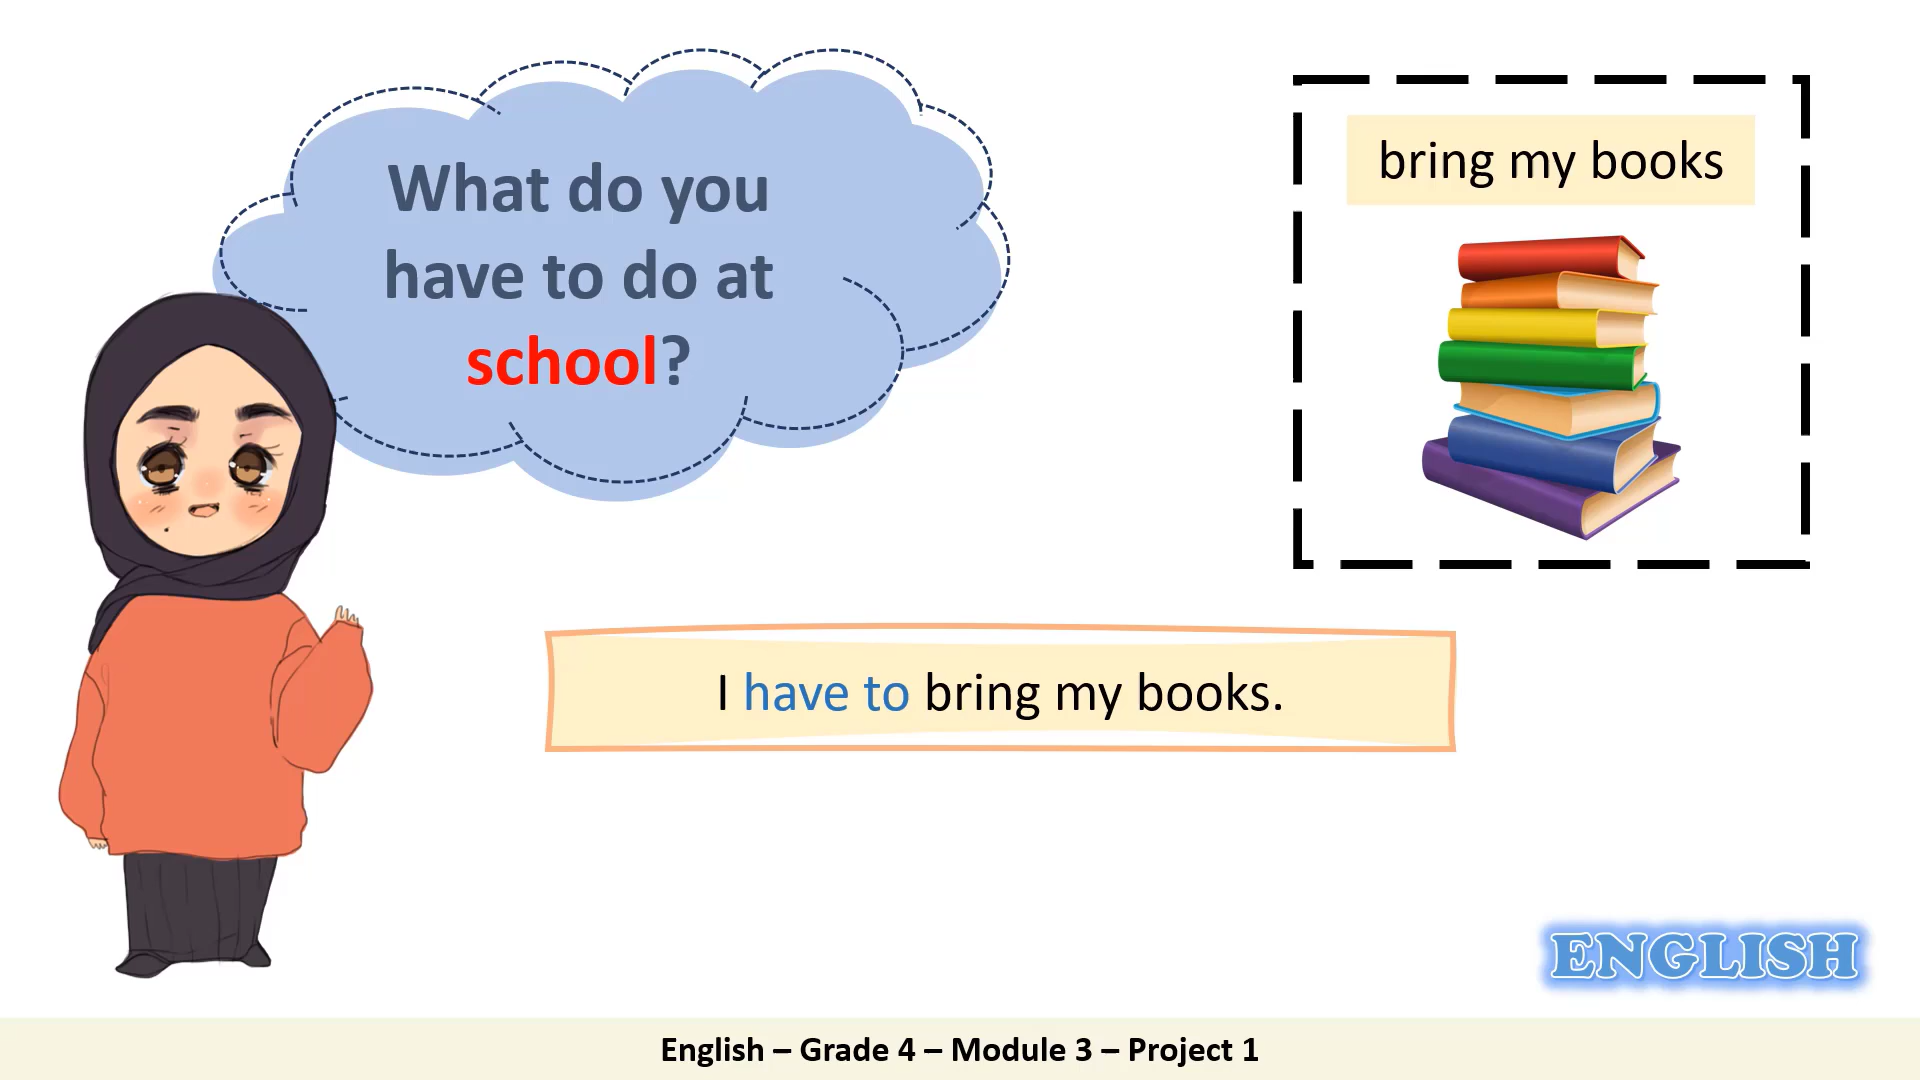 What do you
have to do at
school?
bring my books
I have to bring my books.
ENGLISH
English – Grade 4 – Module 3 – Project 1